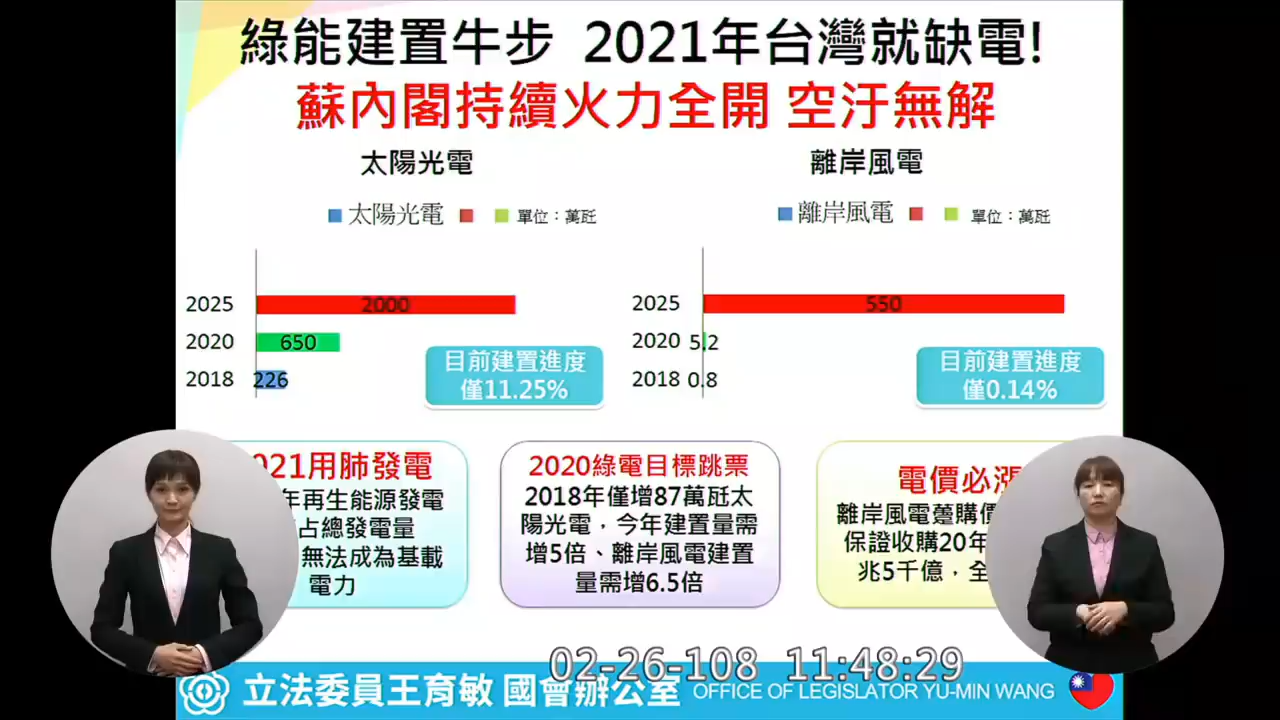 綠能建置牛步 2021年台灣就缺電!
蘇內閣持續火力全開 空汙無解
太陽光電
離岸風電
太陽光電 單位：萬瓩
離岸風電 單位：萬瓩
2025 2000
2020 650
2018 226
目前建置進度
僅11.25%
2025 550
2020 5.2
2018 0.8
目前建置進度
僅0.14%
021用肺發電
年再生能源發電
占總發電量
無法成為基載
電力
2020綠電目標跳票
2018年僅增87萬瓩太
陽光電，今年建置量需
增5倍、離岸風電建置
量需增6.5倍
電價必漲
離岸風電躉購價
保證收購20年
兆5千億，全
02-26-108 11:48:29
立法委員王育敏 國會辦公室 OFFICE OF LEGISLATOR YU-MIN WANG